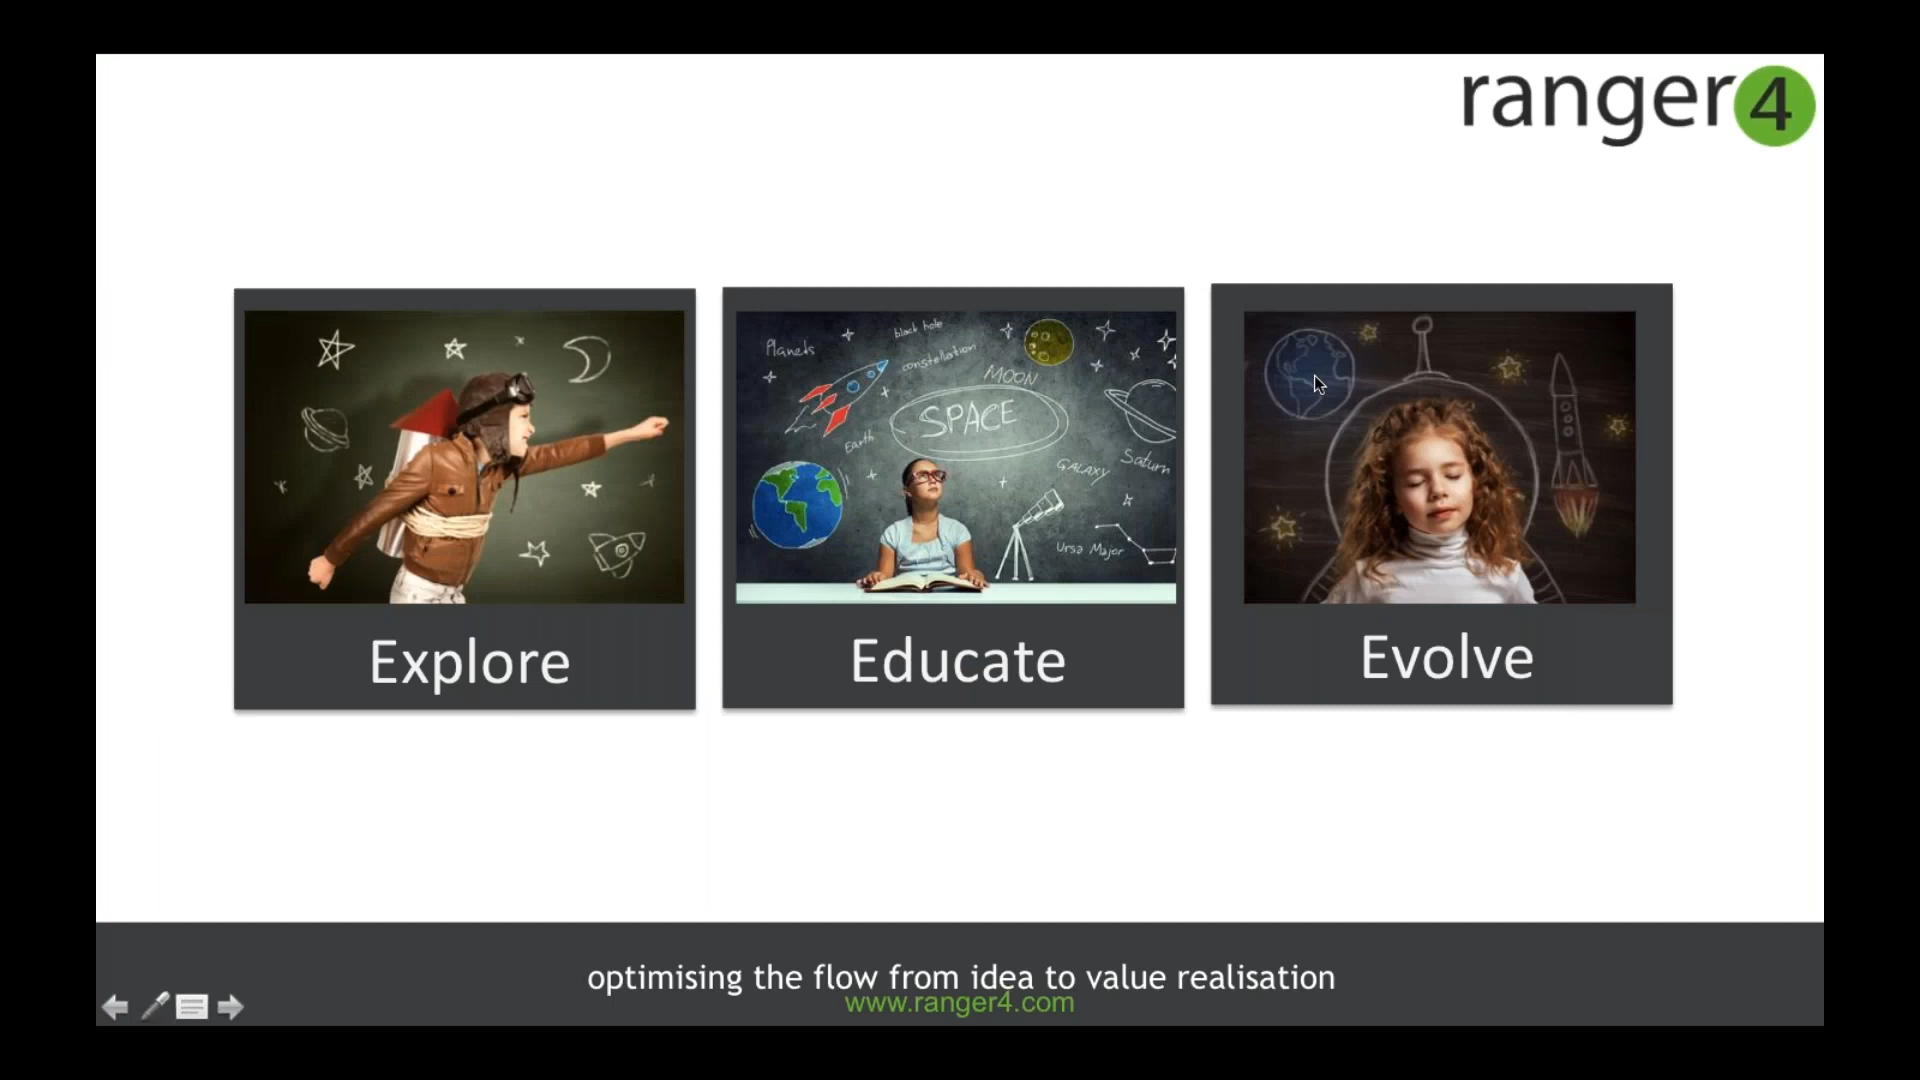 ranger4
Planets
black hole
constellation
MOON
SPACE
Earth
GALAXY
Saturn
Ursa Major
Explore
Educate
Evolve
optimising the flow from idea to value realisation
www.ranger4.com